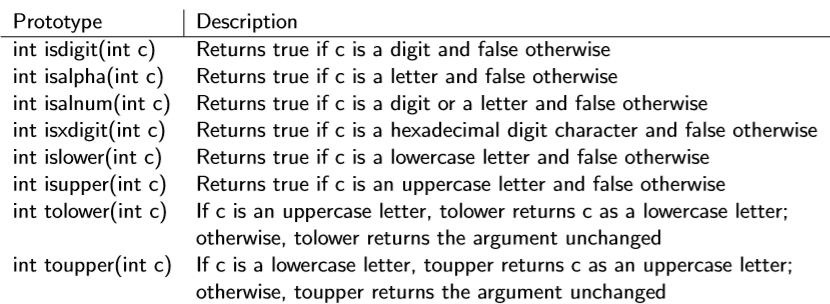 Prototype Description
int isdigit(int c) Returns true if c is a digit and false otherwise
int isalpha(int c) Returns true if c is a letter and false otherwise
int isalnum(int c) Returns true if c is a digit or a letter and false otherwise
int isxdigit(int c) Returns true if c is a hexadecimal digit character and false otherwise
int islower(int c) Returns true if c is a lowercase letter and false otherwise
int isupper(int c) Returns true if c is an uppercase letter and false otherwise
int tolower(int c) If c is an uppercase letter, tolower returns c as a lowercase letter;
otherwise, tolower returns the argument unchanged
int toupper(int c) If c is a lowercase letter, toupper returns c as an uppercase letter;
otherwise, toupper returns the argument unchanged